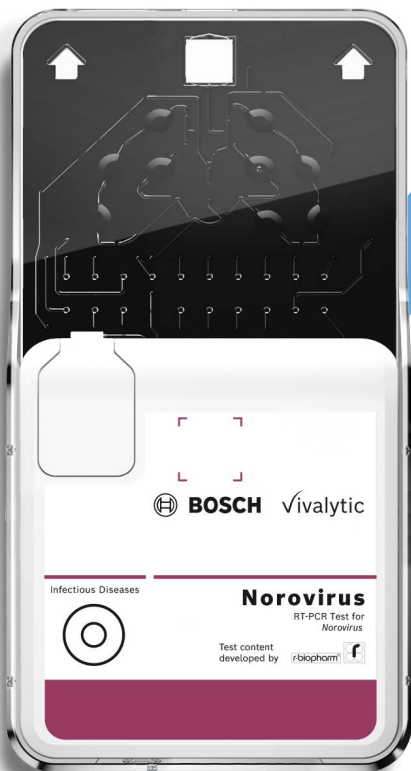 BOSCH Vivalytic
Infectious Diseases
Norovirus
RT-PCR Test for
Norovirus
Test content
developed by
r-biopharm®